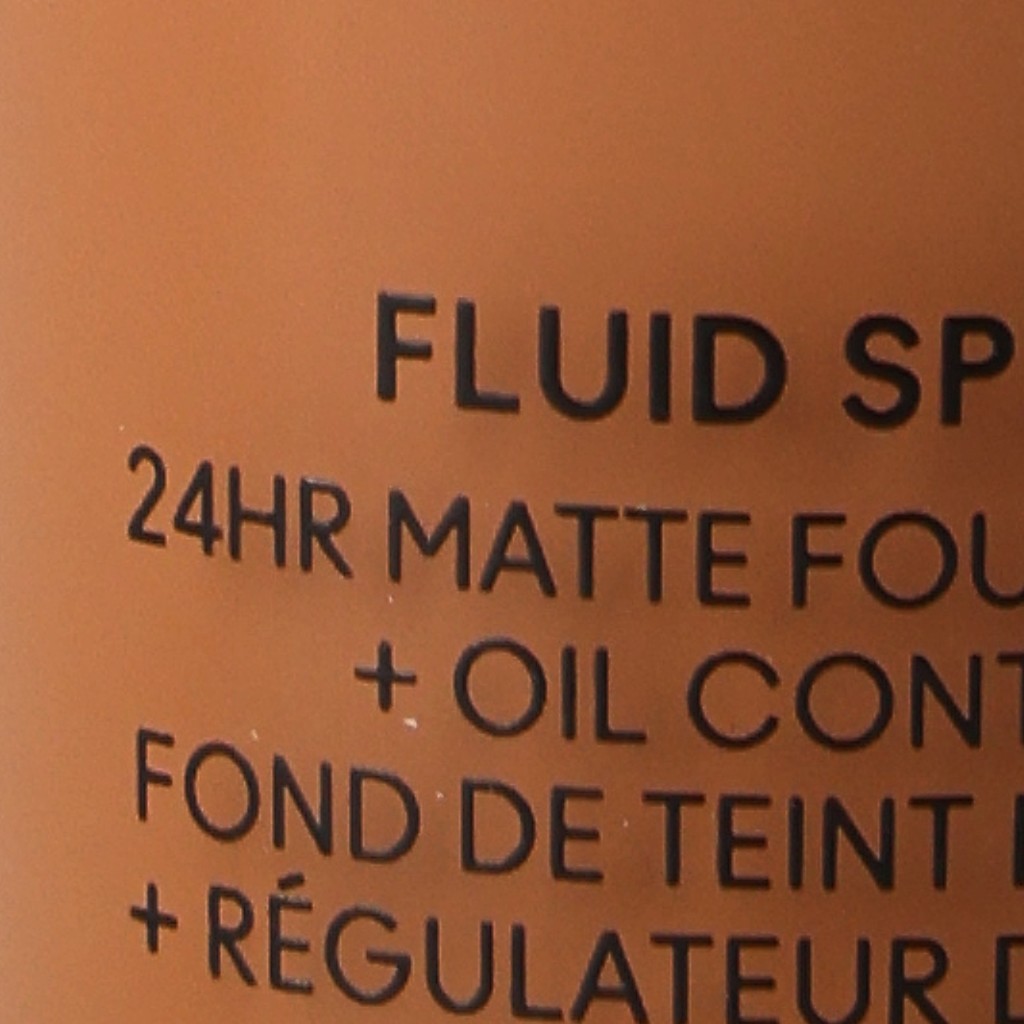 FLUID SP
24HR MATTE FOU
+ OIL CONT
FOND DE TEINT
+ RÉGULATEUR D